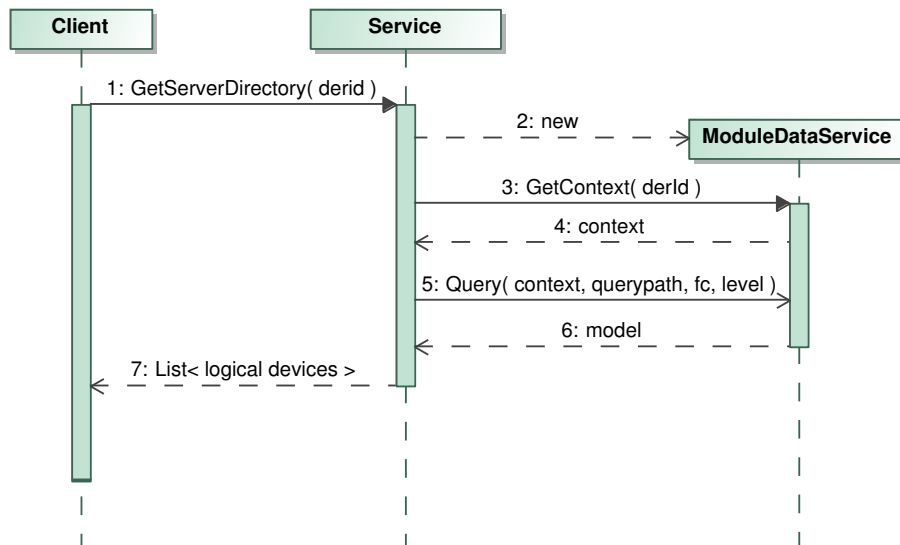 Client
Service
1: GetServerDirectory( derid )
2: new
ModuleDataService
3: GetContext( derId )
4: context
5: Query( context, querypath, fc, level )
6: model
7: List< logical devices >